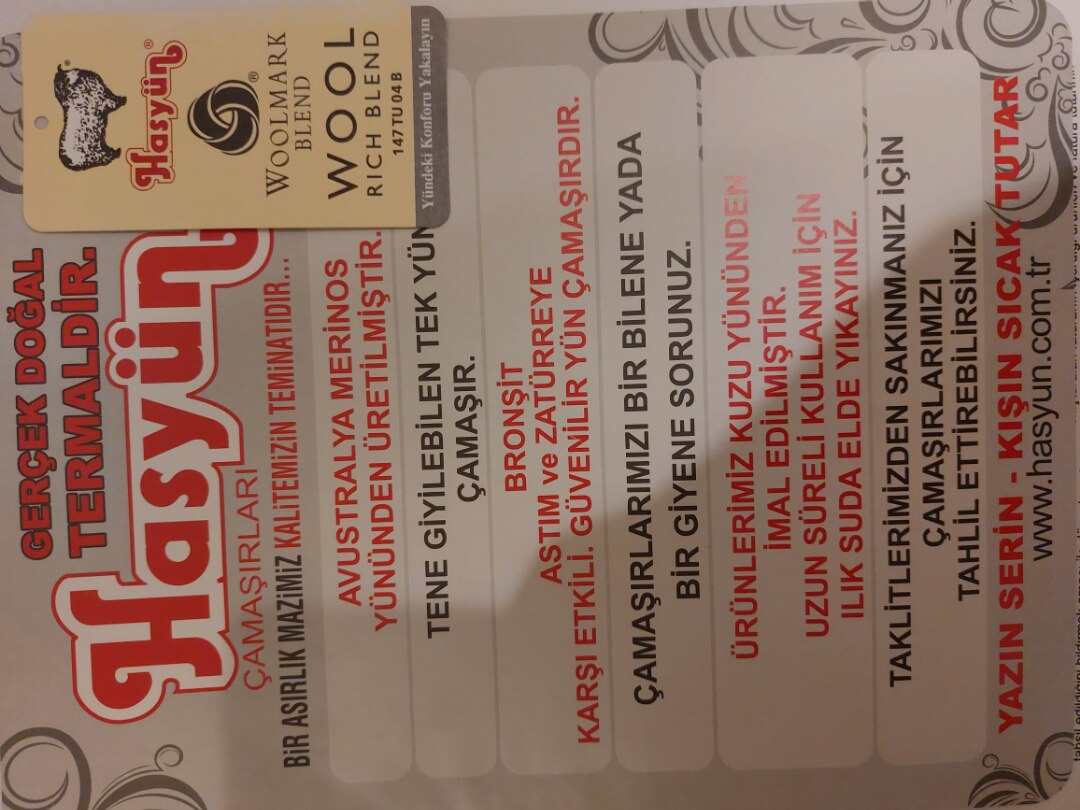 Hasyün
WOOLMARK
BLEND
WOOL
RICH BLEND
147 TU 04 B
Yündeki Konforu Yakalayın
GERÇEK DOĞAL
TERMALDİR.
Hasyün
ÇAMAŞIRLARI
BİR ASIRLIK MAZİMİZ KALİTEMİZİN TEMİNATIDIR...
AVUSTRALYA MERİNOS
YÜNÜNDEN ÜRETİLMİŞTİR.
TENE GİYİLEBİLEN TEK YÜN
ÇAMAŞIR.
BRONŞİT
ASTIM ve ZATÜRREYE
KARŞI ETKİLİ. GÜVENİLİR YÜN ÇAMAŞIRDIR.
ÇAMAŞIRLARIMIZI BİR BİLENE YADA
BİR GİYENE SORUNUZ.
ÜRÜNLERİMİZ KUZU YÜNÜNDEN
İMAL EDİLMİŞTİR.
UZUN SÜRELİ KULLANIM İÇİN
ILIK SUDA ELDE YIKAYINIZ.
TAKLİTLERİMİZDEN SAKINMANIZ İÇİN
ÇAMAŞIRLARIMIZI
TAHLİL ETTİREBİLİRSİNİZ.
YAZIN SERİN - KIŞIN SICAK TUTAR
www.hasyun.com.tr